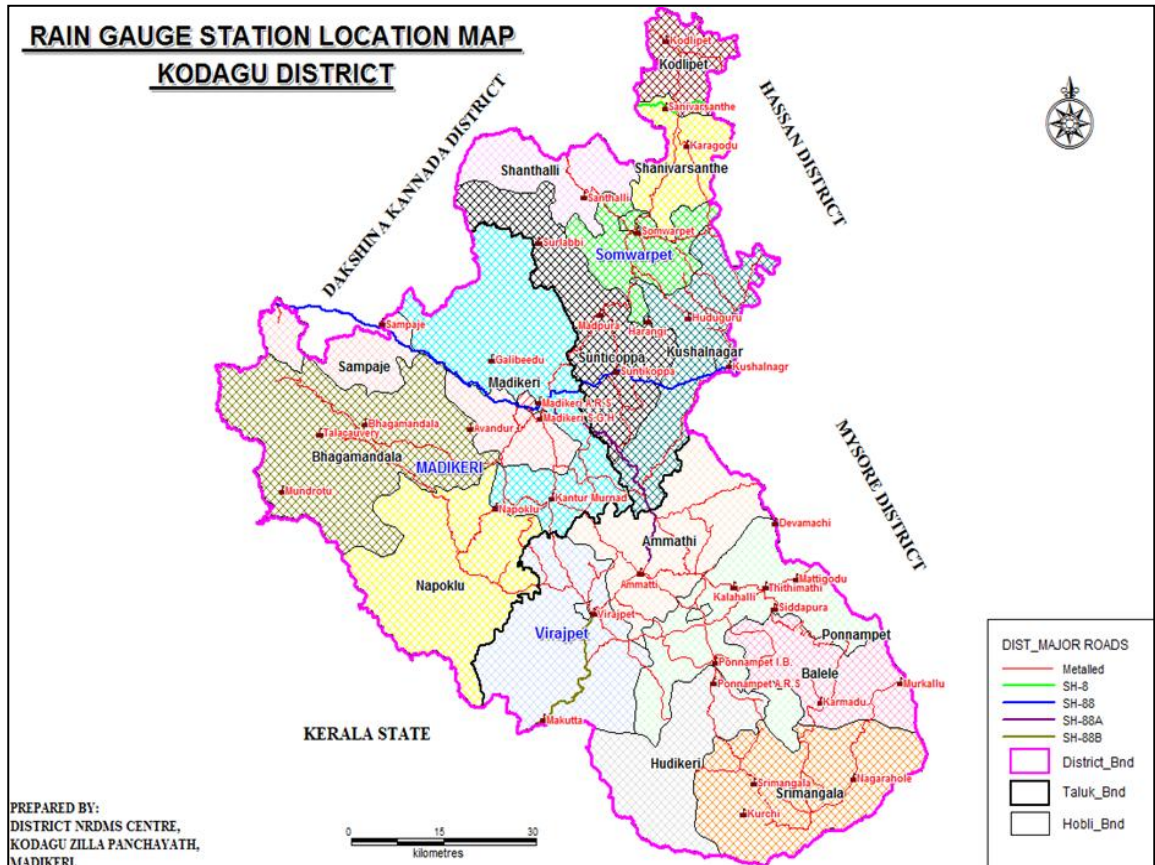 RAIN GAUGE STATION LOCATION MAP
KODAGU DISTRICT
DAKSHINA KANNADA DISTRICT
HASSAN DISTRICT
MYSORE DISTRICT
KERALA STATE
Kodlipet
Kodlipet
Sanivarsanthe
Karagodu
Shanivarsanthe
Shanthalli
Santhalli
Somwarpet
Surlabbi
Somwarpet
Sampaje
Madpura
Harangi
Huduguru
Galibaedu
Sunticoppa
Kushalnagar
Sampaje
Suntikoppa
Kushalnagr
Madikeri
Madikeri A.R.S
Madikeri S.G.H
Bhagamandala
Avandur
Talacauvery
Bhagamandala
MADIKERI
Mundrotu
Kantur Murnad
Napoklu
Devamachi
Ammathi
Ammatti
Mattigodu
Kalahalli
Thithimathi
Napoklu
Siddapura
Virajpet
Virajpet
Ponnampet
Ponnampet I.B.
Balele
Ponnampet A.R.S
Murkallu
Karmadu
Makutta
Hudikeri
Srimangala
Nagarahole
Srimangala
Kurchi
DIST_MAJOR ROADS
Metalled
SH-8
SH-88
SH-88A
SH-88B
District_Bnd
Taluk_Bnd
Hobli_Bnd
PREPARED BY:
DISTRICT NRDMS CENTRE,
KODAGU ZILLA PANCHAYATH,
MADIKERI
0 15 30
kilometres